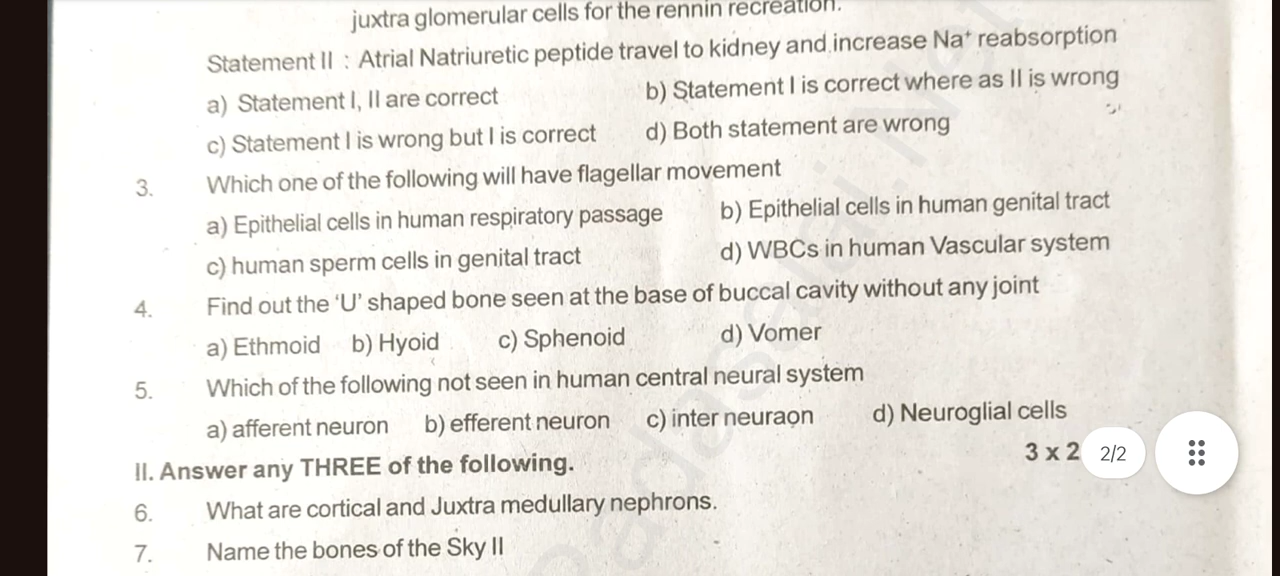 juxtra glomerular cells for the rennin recreation.
Statement II : Atrial Natriuretic peptide travel to kidney and increase Na⁺ reabsorption
a) Statement I, II are correct b) Statement I is correct where as II is wrong
c) Statement I is wrong but I is correct d) Both statement are wrong
3. Which one of the following will have flagellar movement
a) Epithelial cells in human respiratory passage b) Epithelial cells in human genital tract
c) human sperm cells in genital tract d) WBCs in human Vascular system
4. Find out the 'U' shaped bone seen at the base of buccal cavity without any joint
a) Ethmoid b) Hyoid c) Sphenoid d) Vomer
5. Which of the following not seen in human central neural system
a) afferent neuron b) efferent neuron c) inter neuraon d) Neuroglial cells
II. Answer any THREE of the following. 3 x 2 2/2
6. What are cortical and Juxtra medullary nephrons.
7. Name the bones of the Sky II
Padasalai.Net